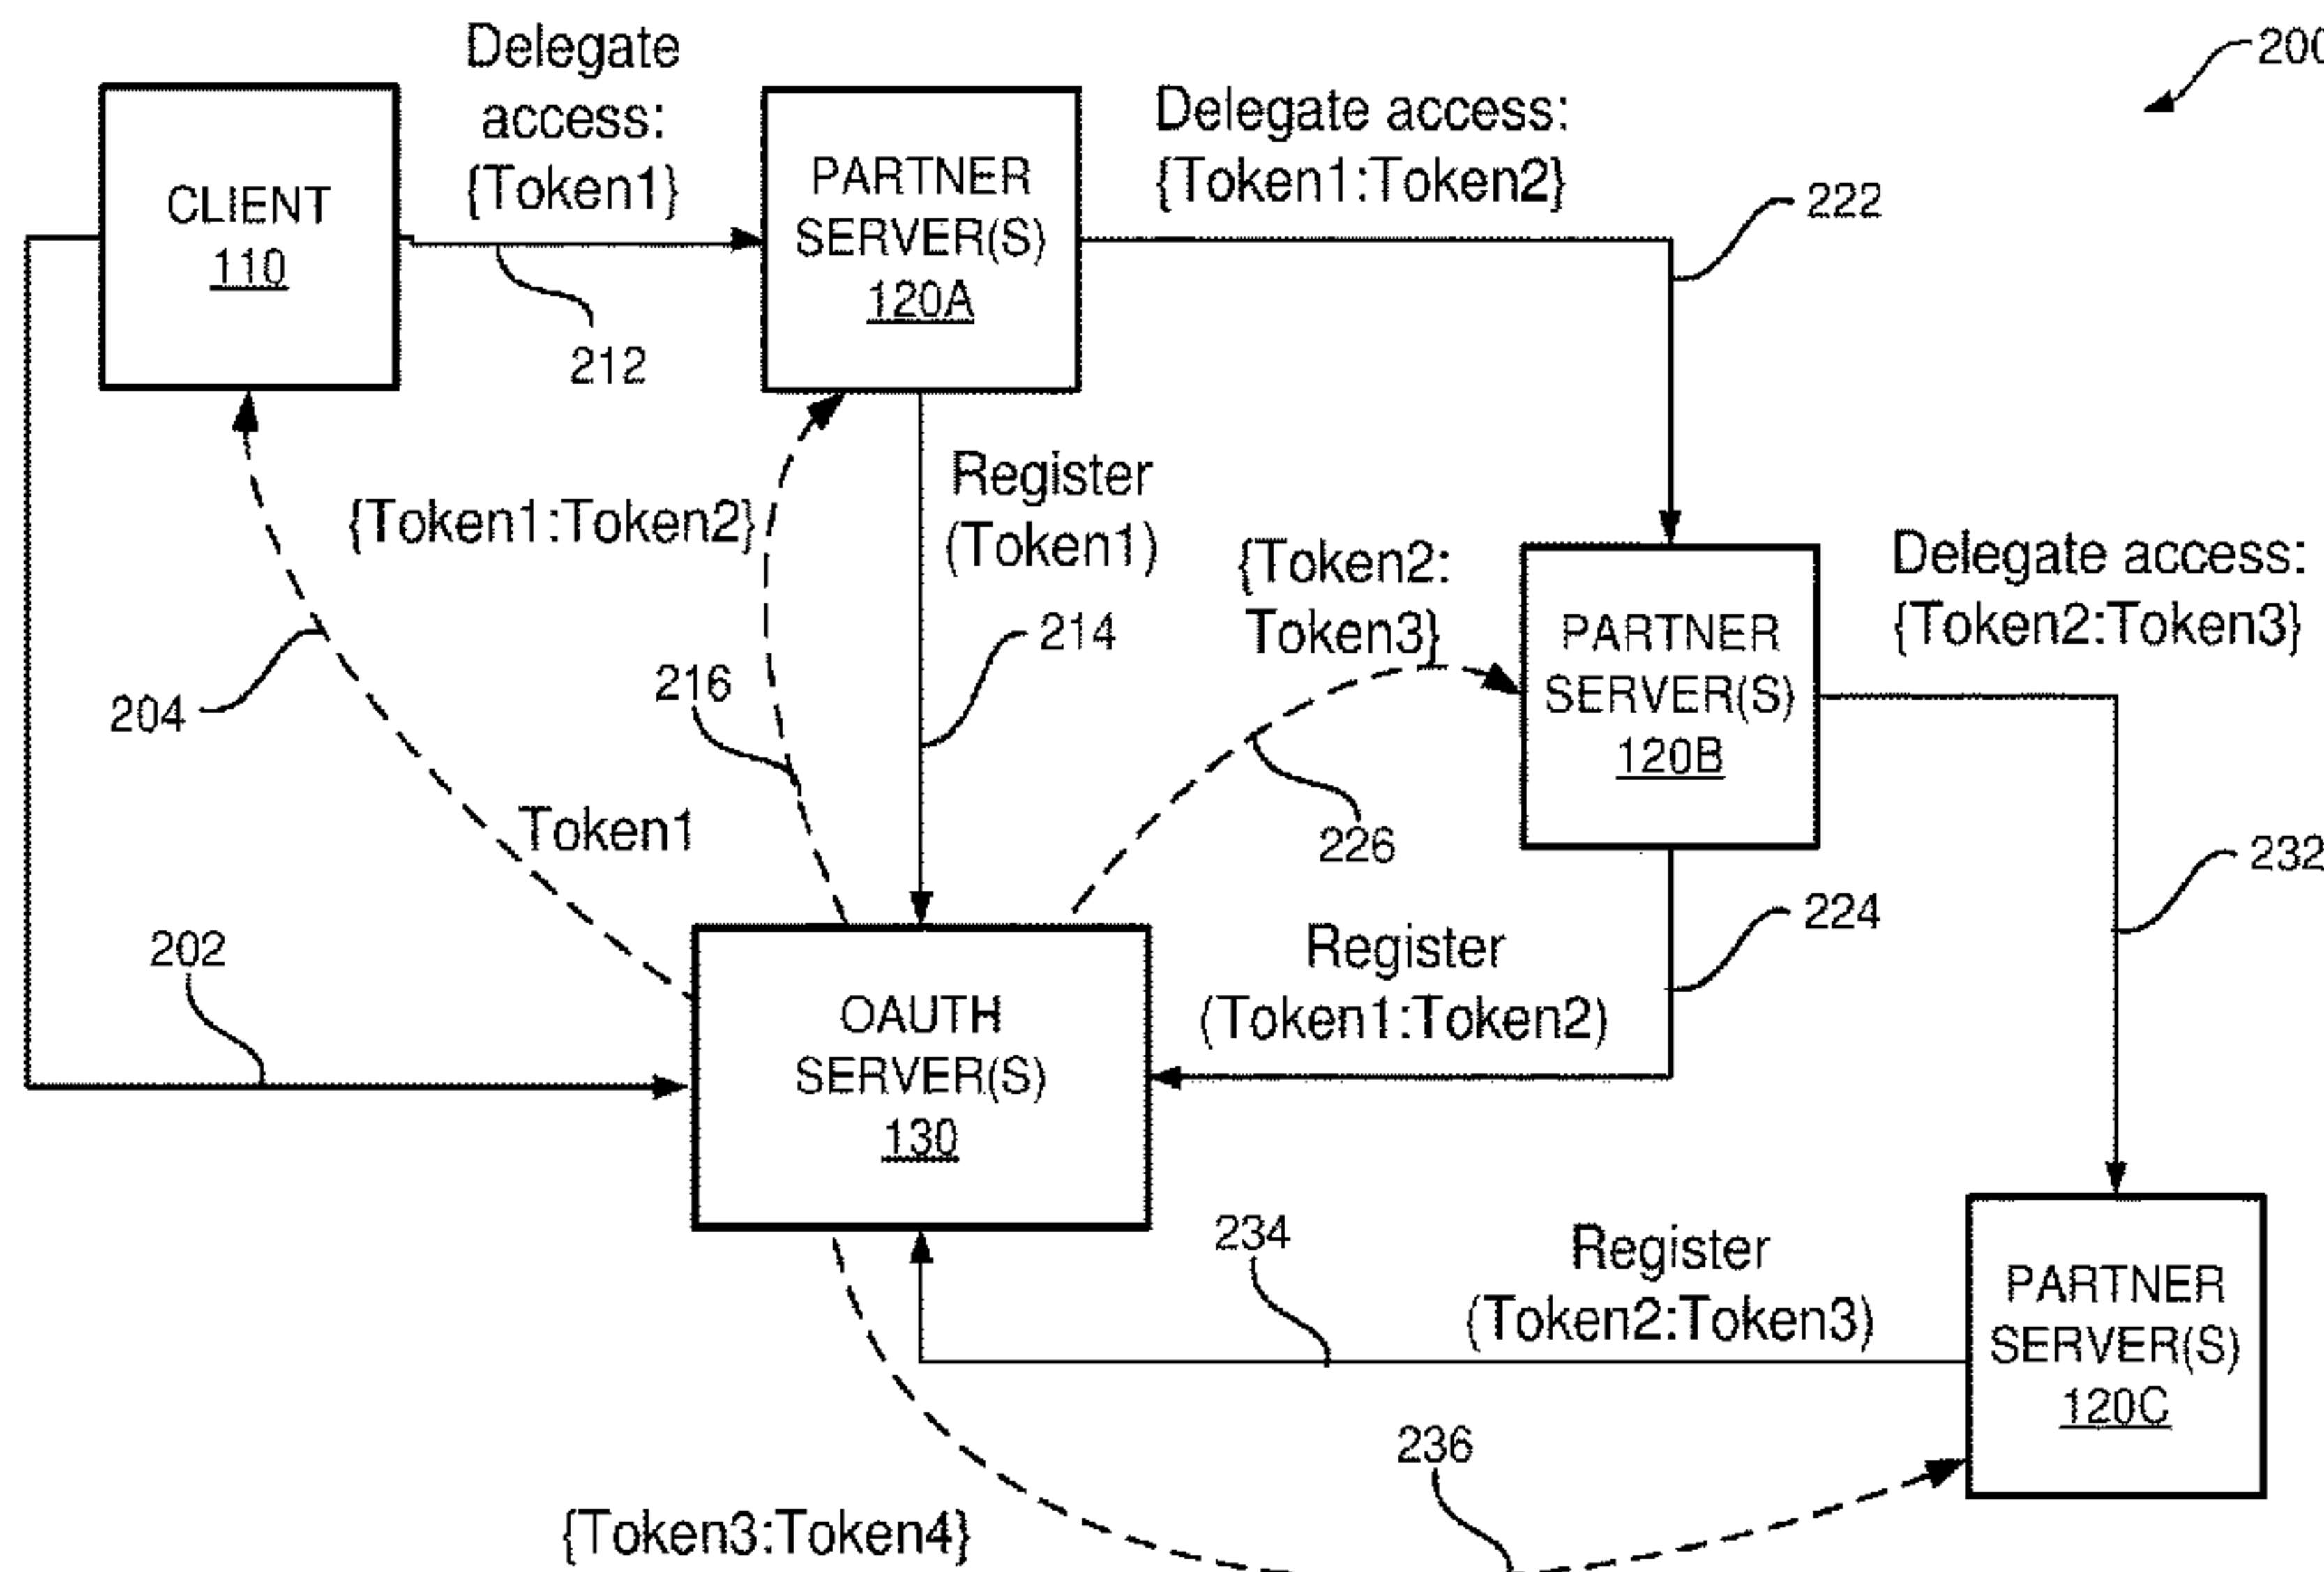 200
Delegate
access:
{Token1}
CLIENT
110
PARTNER
SERVER(S)
120A
Delegate access:
{Token1:Token2}
222
212
{Token1:Token2}
Register
(Token1)
{Token2:
Token3}
214
216
204
PARTNER
SERVER(S)
120B
Delegate access:
{Token2:Token3}
226
232
Token1
224
202
Register
(Token1:Token2)
OAUTH
SERVER(S)
130
234
Register
(Token2:Token3)
PARTNER
SERVER(S)
120C
236
{Token3:Token4}